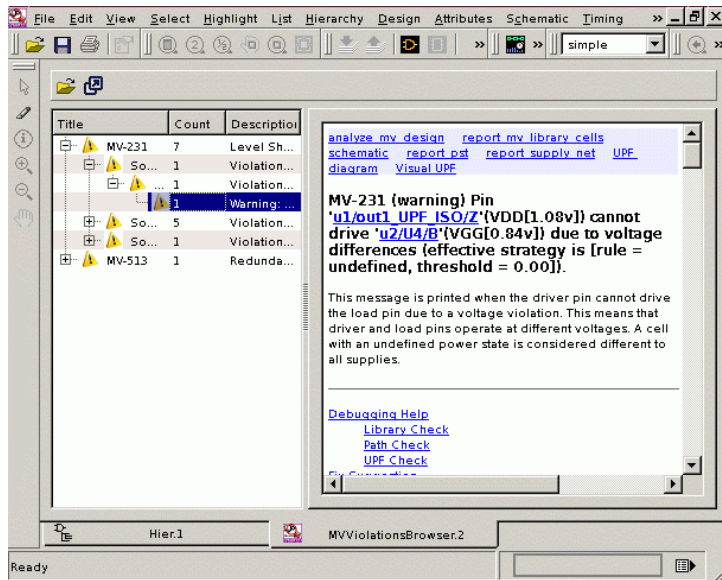 File Edit View Select Highlight List Hierarchy Design Attributes Schematic Timing »
» » simple »
Title Count Description
MV-231 7 Level Sh...
So... 1 Violation...
... 1 Violation...
1 Warning: ...
So... 5 Violation...
So... 1 Violation...
MV-513 1 Redunda...
analyze mv design report mv library cells
schematic report pst report supply net UPF
diagram Visual UPF
MV-231 (warning) Pin
'u1/out1_UPF_ISO/Z'(VDD[1.08v]) cannot
drive 'u2/U4/B'(VGG[0.84v]) due to voltage
differences (effective strategy is [rule =
undefined, threshold = 0.00]).
This message is printed when the driver pin cannot drive
the load pin due to a voltage violation. This means that
driver and load pins operate at different voltages. A cell
with an undefined power state is considered different to
all supplies.
Debugging Help
Library Check
Path Check
UPF Check
Hier.1 MVViolationsBrowser.2
Ready